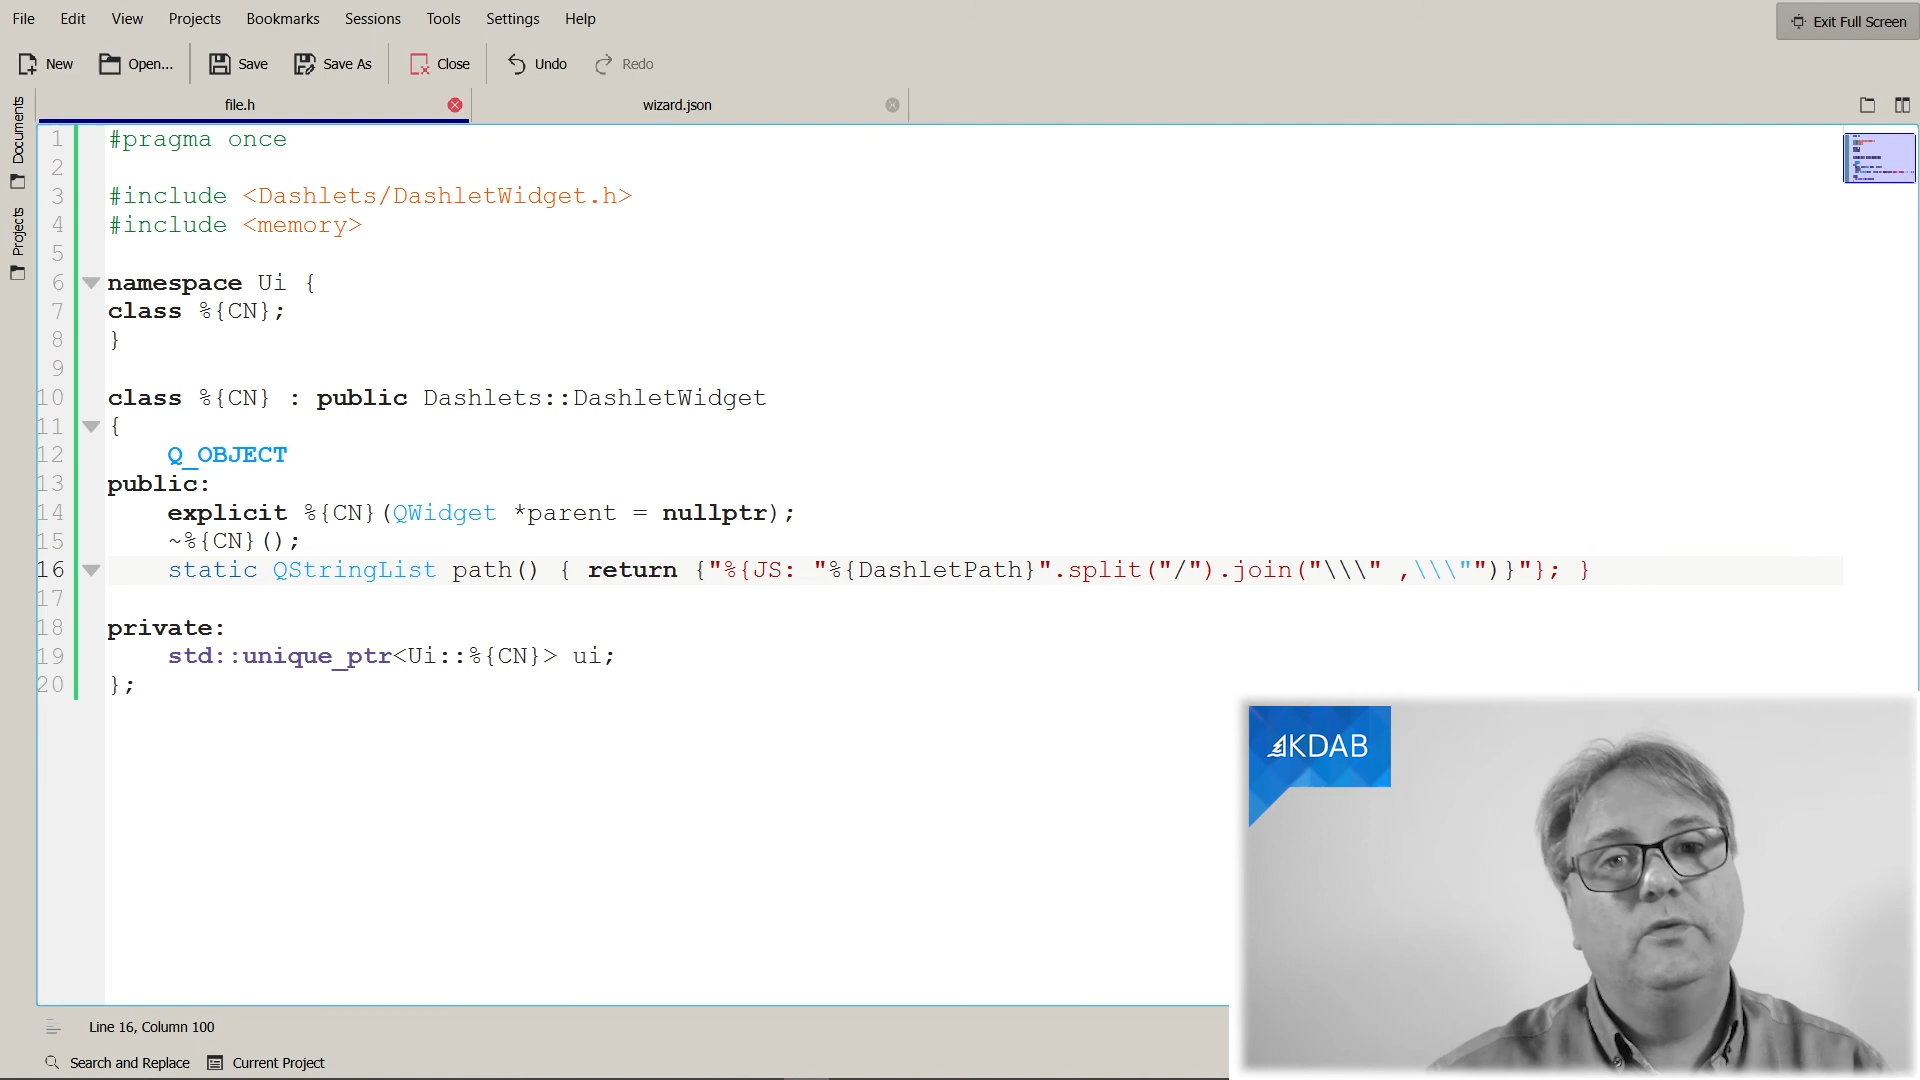 File Edit View Projects Bookmarks Sessions Tools Settings Help
Exit Full Screen
New Open... Save Save As Close Undo Redo
Documents
Projects
file.h wizard.json
1 #pragma once
2
3 #include <Dashlets/DashletWidget.h>
4 #include <memory>
5
6 namespace Ui {
7 class %{CN};
8 }
9
10 class %{CN} : public Dashlets::DashletWidget
11 {
12 Q_OBJECT
13 public:
14 explicit %{CN}(QWidget *parent = nullptr);
15 ~%{CN}();
16 static QStringList path() { return {"%{JS: "%{DashletPath}".split("/").join("\\\" ,\\\"")}"}; }
17
18 private:
19 std::unique_ptr<Ui::%{CN}> ui;
20 };
KDAB
Line 16, Column 100
Search and Replace Current Project